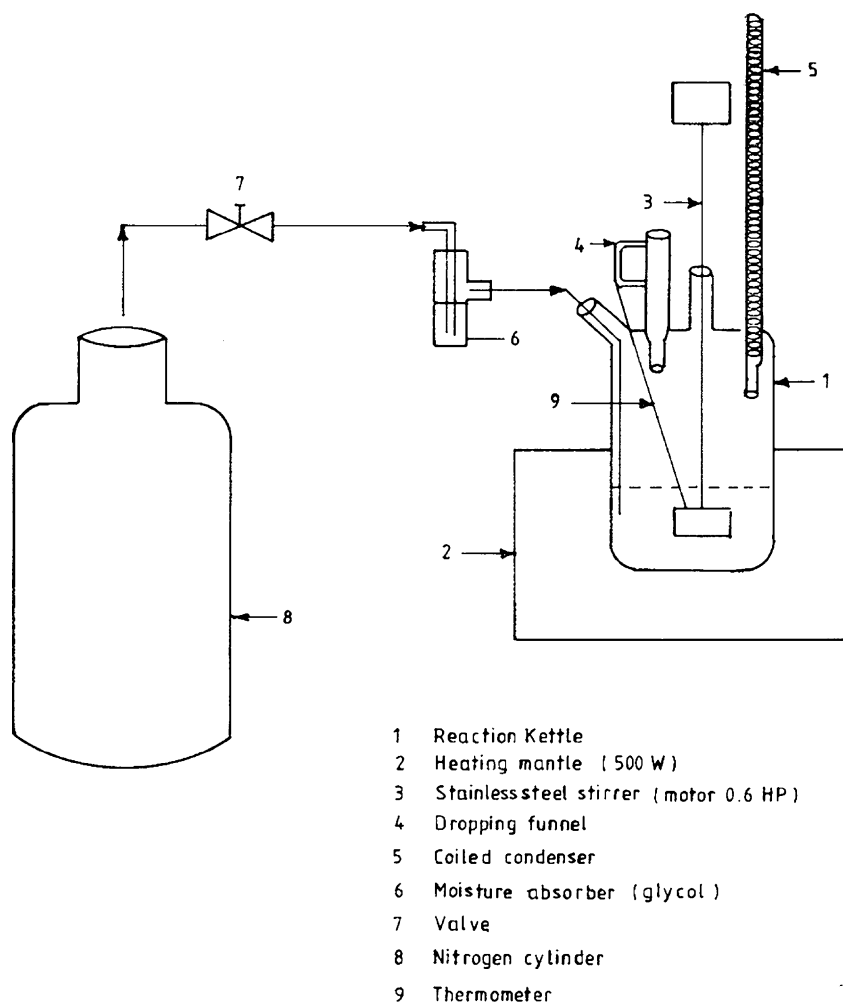 5
7
3
4
6
1
9
2
8
1 Reaction Kettle
2 Heating mantle (500 W)
3 Stainless steel stirrer (motor 0.6 HP)
4 Dropping funnel
5 Coiled condenser
6 Moisture absorber (glycol)
7 Valve
8 Nitrogen cylinder
9 Thermometer